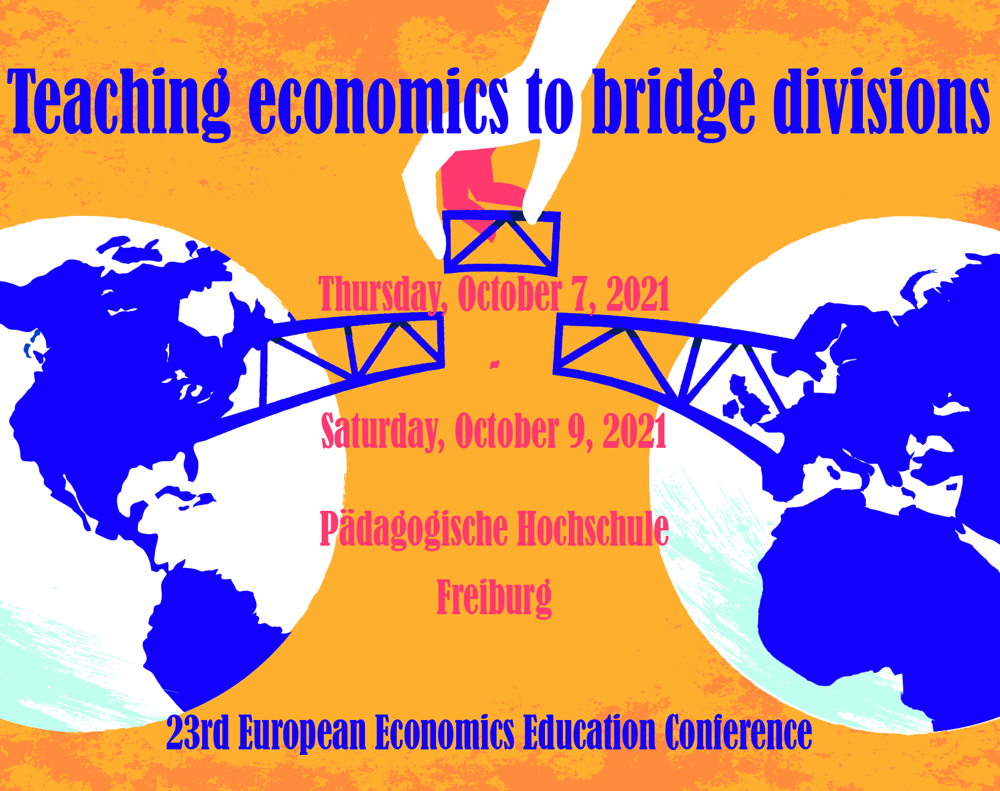 Teaching economics to bridge divisions
Thursday, October 7, 2021
-
Saturday, October 9, 2021
Pädagogische Hochschule
Freiburg
23rd European Economics Education Conference